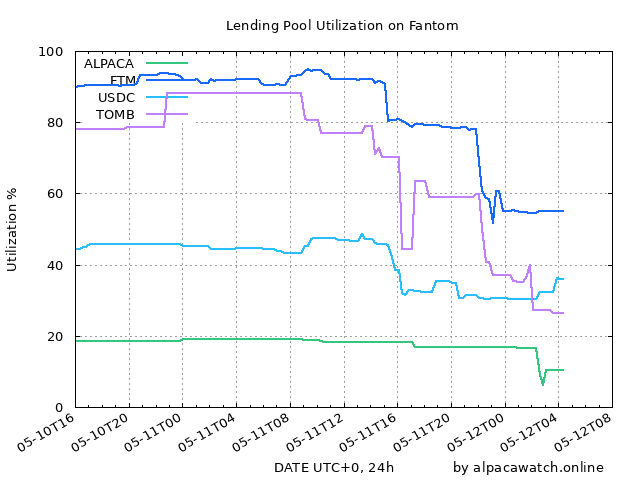 Lending Pool Utilization on Fantom
Utilization %
100
80
60
40
20
0
ALPACA
FTM
USDC
TOMB
05-10T16
05-10T20
05-11T00
05-11T04
05-11T08
05-11T12
05-11T16
05-11T20
05-12T00
05-12T04
05-12T08
DATE UTC+0, 24h
by alpacawatch.online